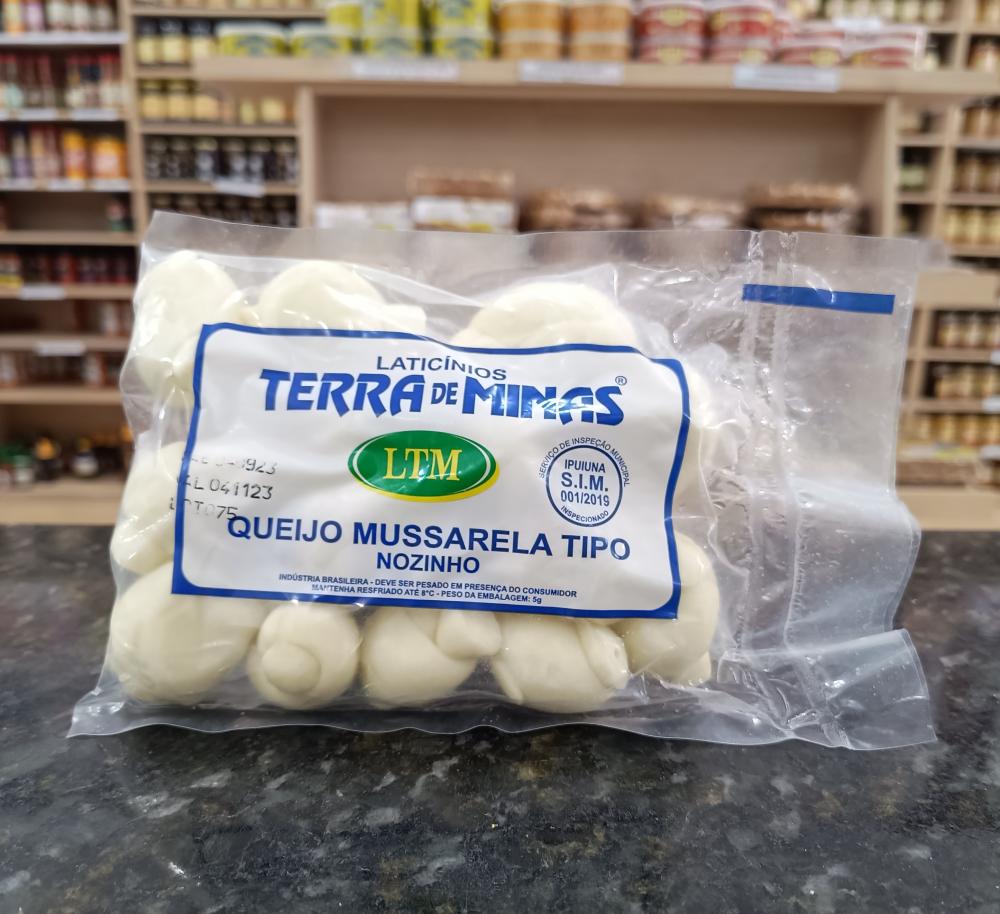 LATICÍNIOS
TERRA DE MINAS®
LTM
SERVIÇO DE INSPEÇÃO MUNICIPAL
IPUIUNA
S.I.M.
001/2019
INSPECIONADO
041123
QUEIJO MUSSARELA TIPO
NOZINHO
INDÚSTRIA BRASILEIRA - DEVE SER PESADO EM PRESENÇA DO CONSUMIDOR
MANTENHA RESFRIADO ATÉ 8°C - PESO DA EMBALAGEM: 5g